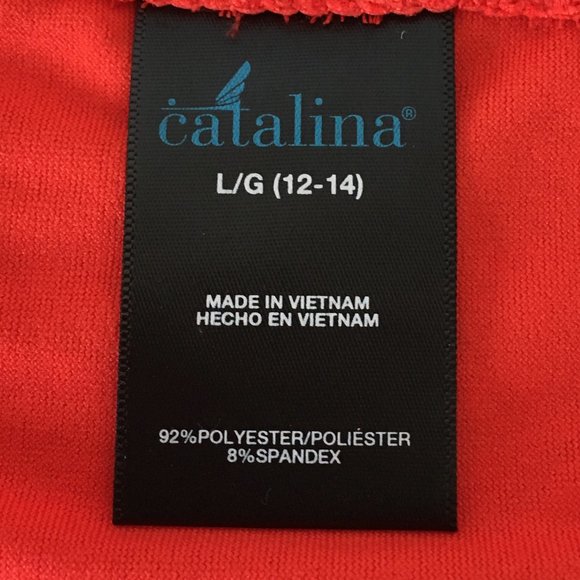 catalina®
L/G (12-14)
MADE IN VIETNAM
HECHO EN VIETNAM
92%POLYESTER/POLIÉSTER
8%SPANDEX